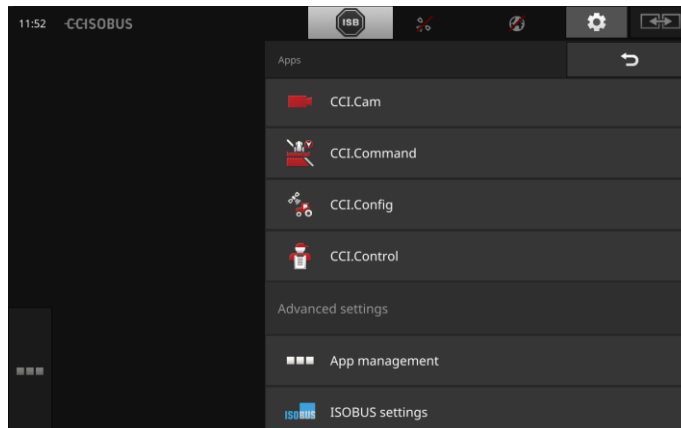 11:52 CCISOBUS ISB
Apps
CCI.Cam
CCI.Command
CCI.Config
CCI.Control
Advanced settings
App management
ISOBUS ISOBUS settings